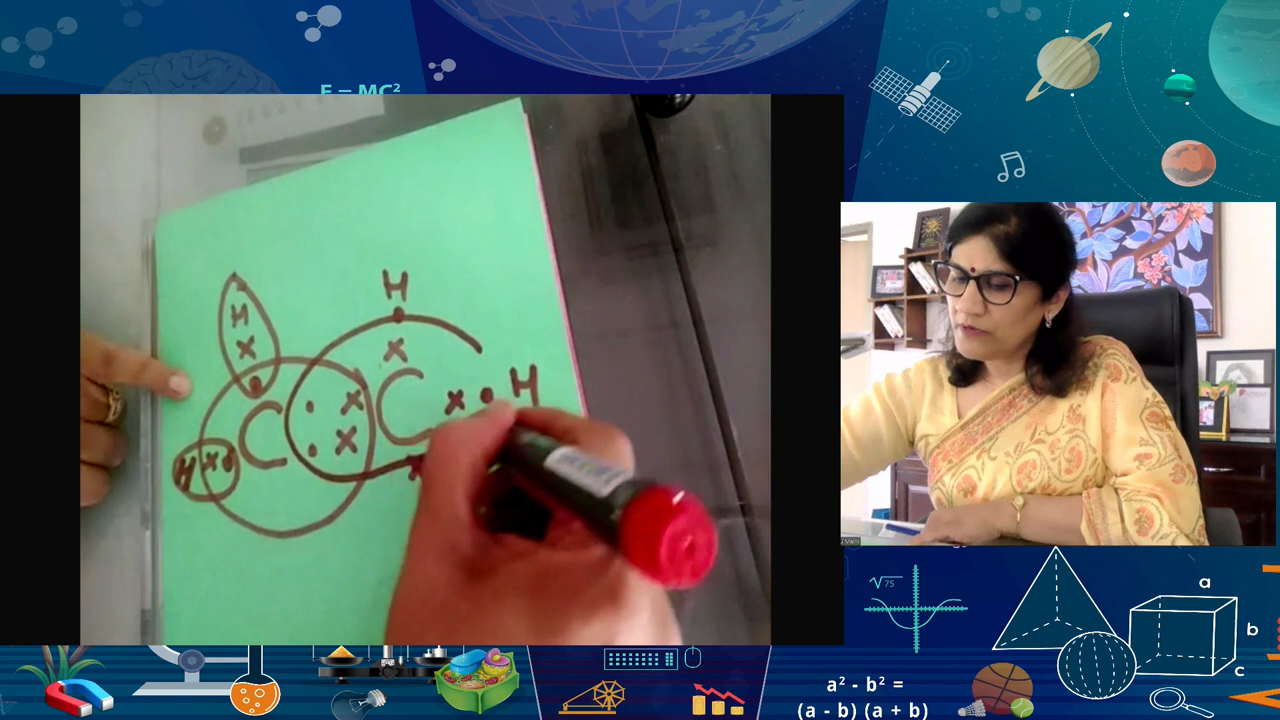 E = MC²
H
H
x
x
C
. x
C
x • H
H x •
. x
√75
a
b
c
a² - b² =
(a - b) (a + b)